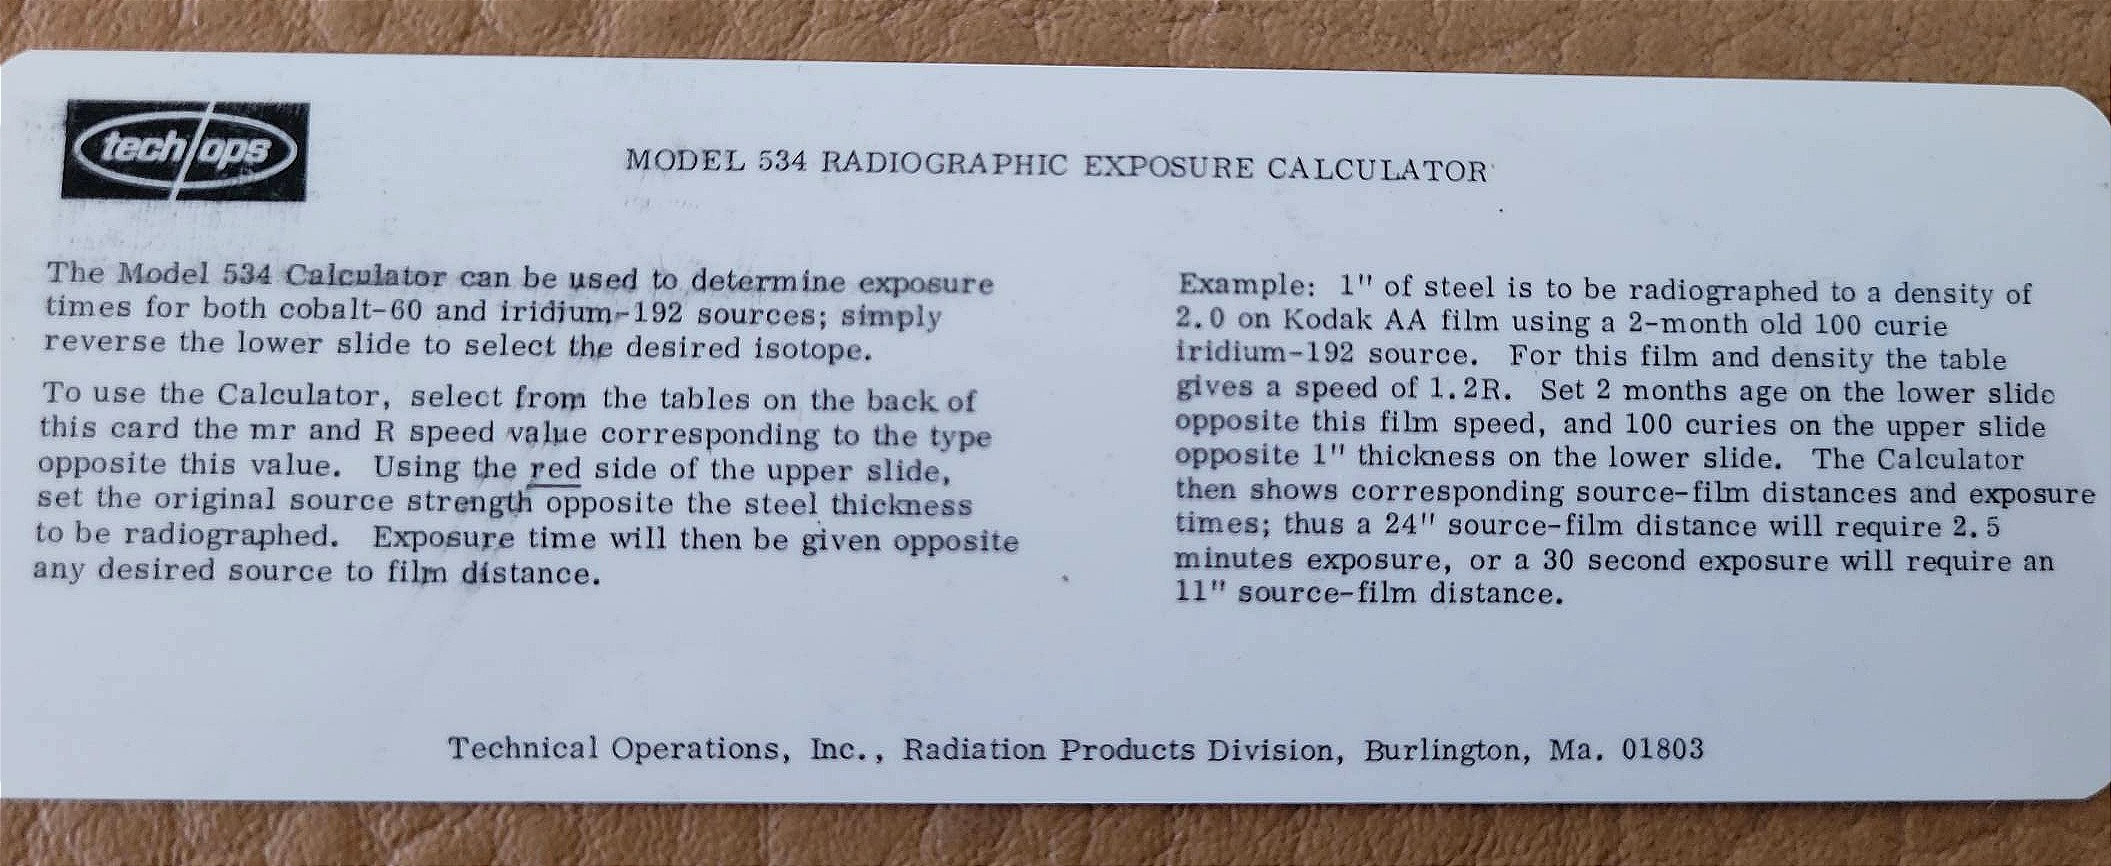 tech/ops
MODEL 534 RADIOGRAPHIC EXPOSURE CALCULATOR
The Model 534 Calculator can be used to determine exposure
times for both cobalt-60 and iridium-192 sources; simply
reverse the lower slide to select the desired isotope.
To use the Calculator, select from the tables on the back of
this card the mr and R speed value corresponding to the type
opposite this value. Using the red side of the upper slide,
set the original source strength opposite the steel thickness
to be radiographed. Exposure time will then be given opposite
any desired source to film distance.
Example: 1" of steel is to be radiographed to a density of
2.0 on Kodak AA film using a 2-month old 100 curie
iridium-192 source. For this film and density the table
gives a speed of 1.2R. Set 2 months age on the lower slide
opposite this film speed, and 100 curies on the upper slide
opposite 1" thickness on the lower slide. The Calculator
then shows corresponding source-film distances and exposure
times; thus a 24" source-film distance will require 2.5
minutes exposure, or a 30 second exposure will require an
11" source-film distance.
Technical Operations, Inc., Radiation Products Division, Burlington, Ma. 01803